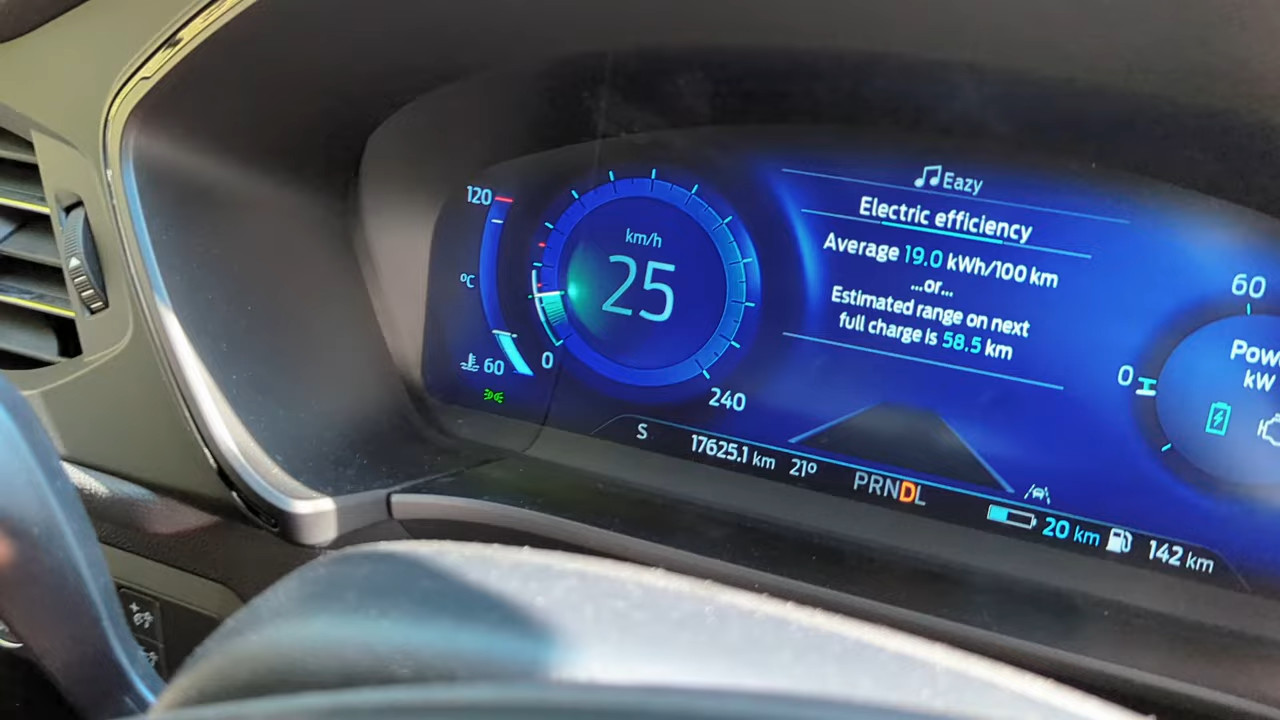 Eazy
Electric efficiency
Average 19.0 kWh/100 km
...or...
Estimated range on next
full charge is 58.5 km
120
°C
60
km/h
25
0
240
60
0
kW
S
17625.1 km
21°
PRNDL
20 km
142 km